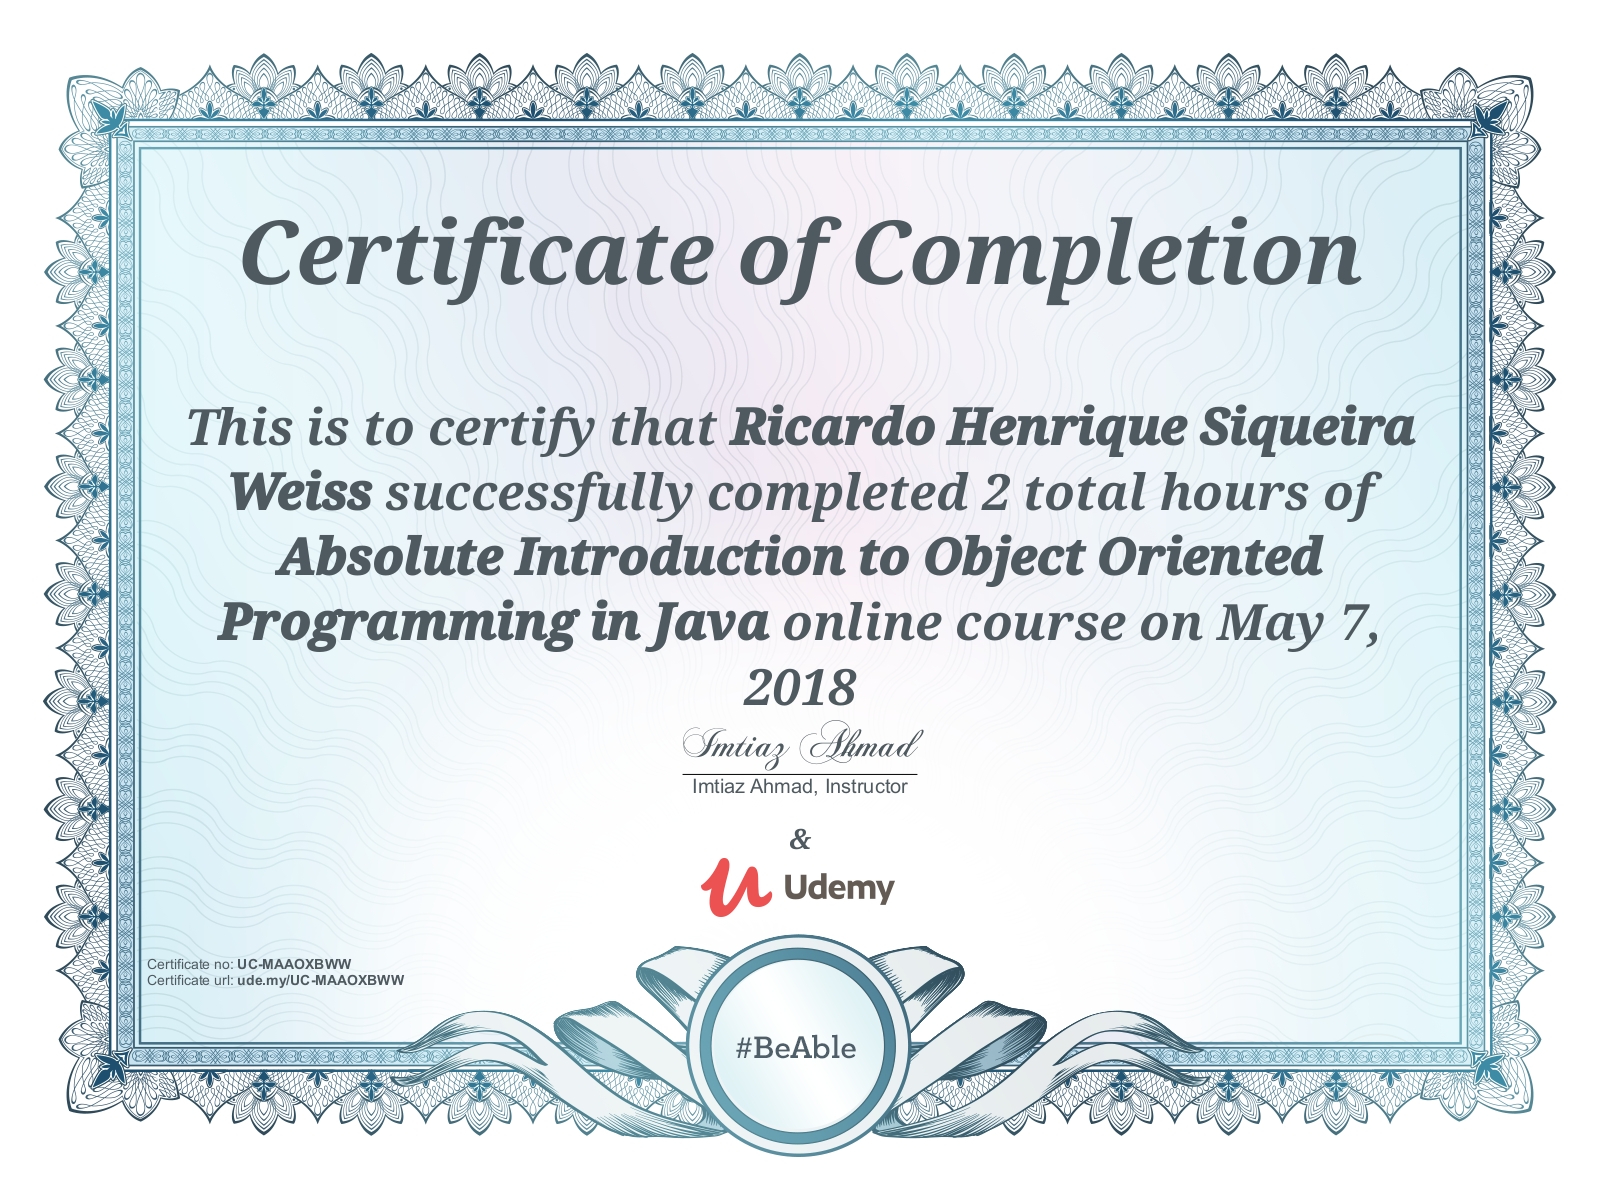 Certificate of Completion
This is to certify that Ricardo Henrique Siqueira
Weiss successfully completed 2 total hours of
Absolute Introduction to Object Oriented
Programming in Java online course on May 7,
2018
Imtiaz Ahmad
Imtiaz Ahmad, Instructor
&
Udemy
Certificate no: UC-MAAOXBWW
Certificate url: ude.my/UC-MAAOXBWW
#BeAble